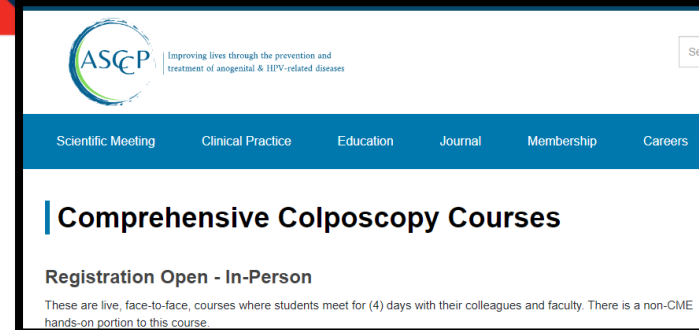 ASCCP
Improving lives through the prevention and
treatment of anogenital & HPV-related diseases
Se
Scientific Meeting Clinical Practice Education Journal Membership Careers
Comprehensive Colposcopy Courses
Registration Open - In-Person
These are live, face-to-face, courses where students meet for (4) days with their colleagues and faculty. There is a non-CME
hands-on portion to this course.